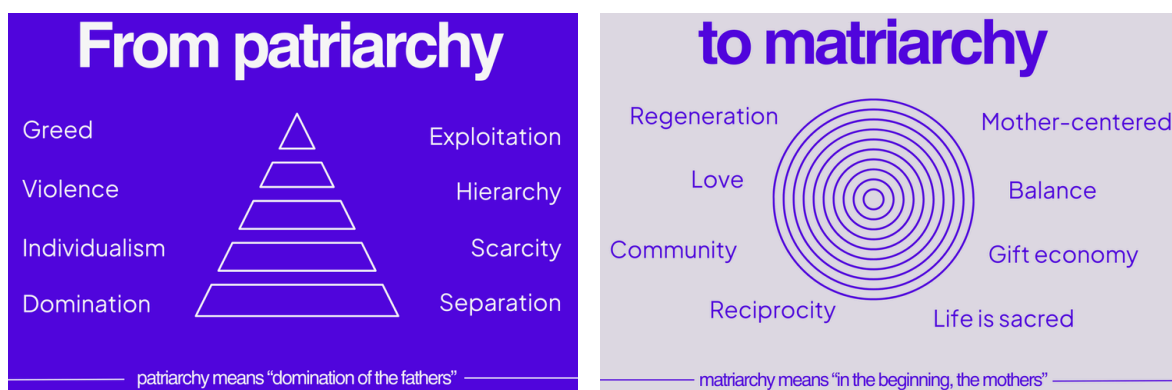 From patriarchy
Greed
Exploitation
Violence
Hierarchy
Individualism
Scarcity
Domination
Separation
patriarchy means “domination of the fathers”
to matriarchy
Regeneration
Mother-centered
Love
Balance
Community
Gift economy
Reciprocity
Life is sacred
matriarchy means “in the beginning, the mothers”